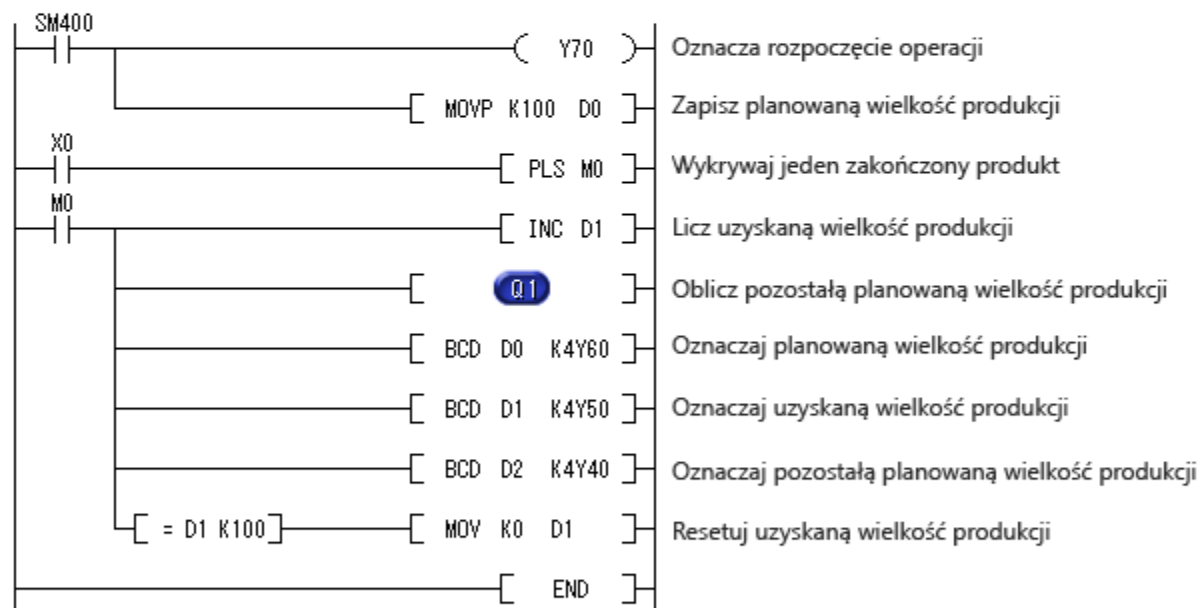 SM400
Y70 Oznacza rozpoczęcie operacji
MOVP K100 D0 Zapisz planowaną wielkość produkcji
X0
PLS M0 Wykrywaj jeden zakończony produkt
M0
INC D1 Licz uzyskaną wielkość produkcji
Q1 Oblicz pozostałą planowaną wielkość produkcji
BCD D0 K4Y60 Oznaczaj planowaną wielkość produkcji
BCD D1 K4Y50 Oznaczaj uzyskaną wielkość produkcji
BCD D2 K4Y40 Oznaczaj pozostałą planowaną wielkość produkcji
= D1 K100 MOV K0 D1 Resetuj uzyskaną wielkość produkcji
END